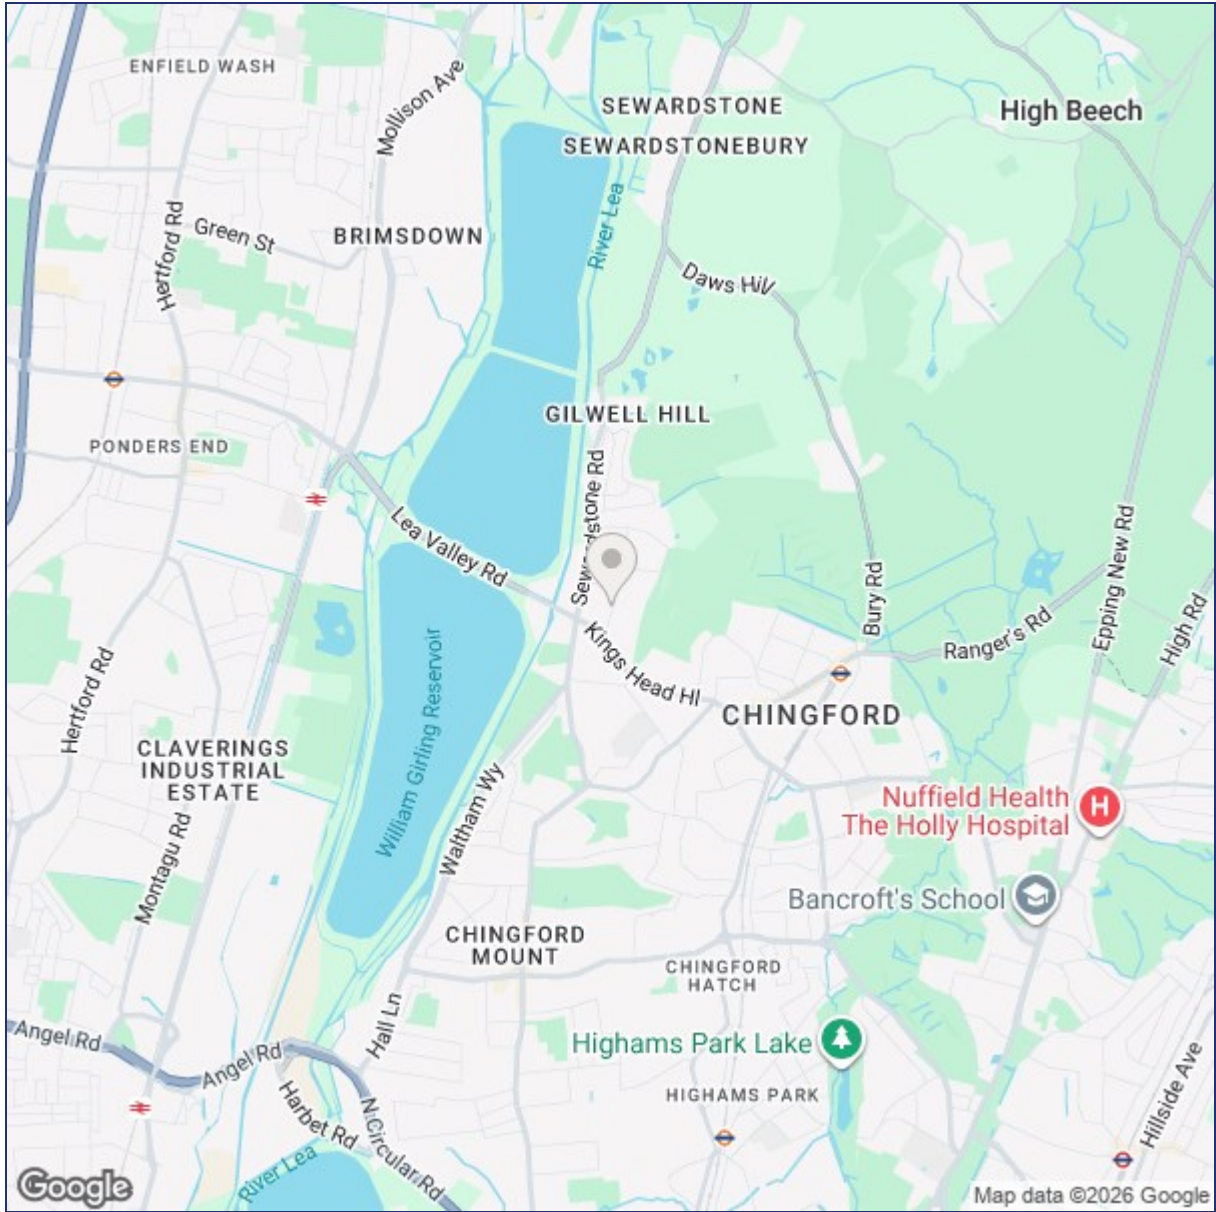 ENFIELD WASH
Mollison Ave
SEWARDSTONE
SEWARDSTONEBURY
High Beech
River Lea
Hertford Rd
Green St
BRIMSDOWN
Daws Hill
GILWELL HILL
PONDERS END
Sewardstone Rd
Lea Valley Rd
Epping New Rd
Bury Rd
High Rd
Ranger's Rd
Kings Head Hl
William Girling Reservoir
Hertford Rd
CHINGFORD
CLAVERINGS
INDUSTRIAL
ESTATE
Waltham Wy
Nuffield Health
The Holly Hospital
Montagu Rd
Bancroft's School
CHINGFORD
MOUNT
CHINGFORD
HATCH
Hall Ln
Angel Rd
Angel Rd
Highams Park Lake
HIGHAMS PARK
Harbet Rd
N Circular Rd
Hillside Ave
River Lea
Google
Map data ©2026 Google